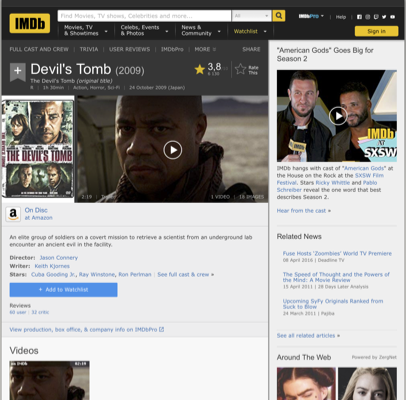 IMDb
Find Movies, TV shows, Celebrities and more...
All
IMDbPro
Help
Movies, TV & Showtimes
Celebs, Events & Photos
News & Community
Watchlist
Sign in
FULL CAST AND CREW | TRIVIA | USER REVIEWS | IMDbPro | MORE
SHARE
Devil's Tomb (2009)
The Devil's Tomb (original title)
R | 1h 30min | Action, Horror, Sci-Fi | 24 October 2009 (Japan)
3,8
Rate This
THE DEVIL'S TOMB
2:19
1 VIDEO | 18 IMAGES
On Disc
at Amazon
An elite group of soldiers on a covert mission to retrieve a scientist from an underground lab
encounter an ancient evil in the facility.
Director: Jason Connery
Writer: Keith Kjornes
Stars: Cuba Gooding Jr., Ray Winstone, Ron Perlman | See full cast & crew »
+ Add to Watchlist
Reviews
60 user | 32 critic
View production, box office, & company info on IMDbPro
Videos
02:19
"American Gods" Goes Big for
Season 2
IMDb
at
SXSW
IMDb hangs with cast of "American Gods" at
the House on the Rock at the SXSW Film
Festival. Stars Ricky Whittle and Pablo
Schreiber reveal the one word that best
describes Season 2.
Hear from the cast »
Related News
Fuse Hosts 'Zoombies' World TV Premiere
08 April 2016 | Deadline TV
The Speed of Thought and the Powers of
the Mind: A Movie Review
15 April 2011 | 28 Days Later Analysis
Upcoming SyFy Originals Ranked from
Suck to Blow
24 March 2011 | Fejiba
See all related articles »
Around The Web
Powered by ZergNet